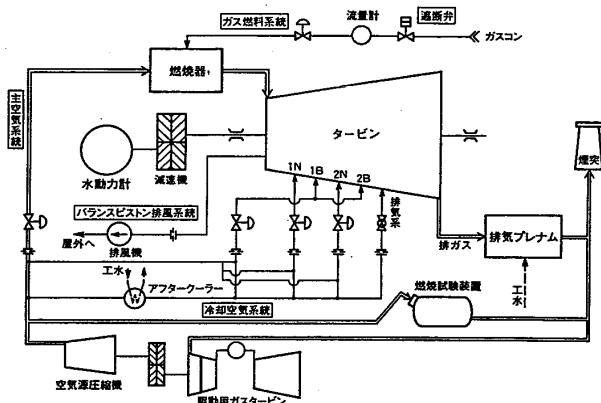 ガス燃料系統
流量計
遮断弁
ガスコン
燃焼器
主空気系統
タービン
水動力計
減速機
1N
1B
2N
2B
排気系
煙突
バランスピストン排風系統
屋外へ
排風機
排ガス
排気プレナム
工水
工水
W
アフタークーラー
冷却空気系統
燃焼試験装置
空気源圧縮機
駆動用ガスタービン